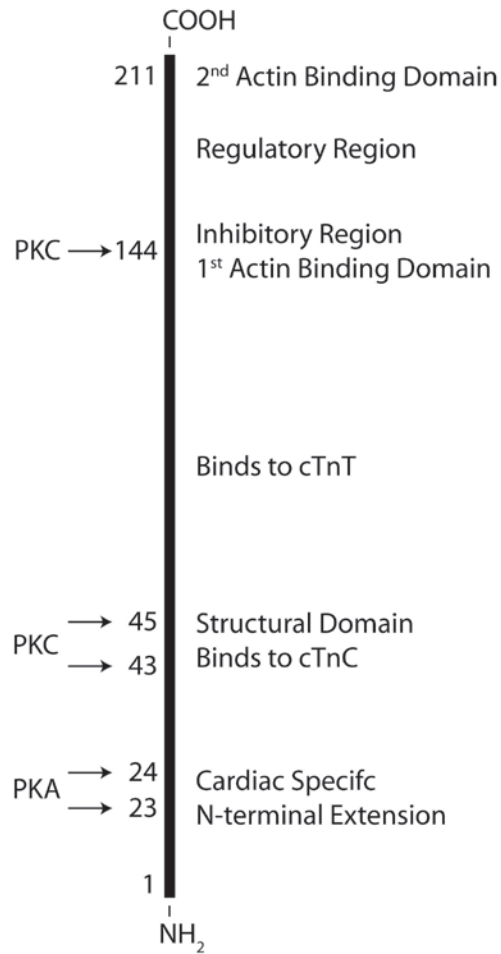 COOH
211 2nd Actin Binding Domain
Regulatory Region
Inhibitory Region
PKC → 144
1st Actin Binding Domain
Binds to cTnT
→ 45 Structural Domain
PKC
→ 43 Binds to cTnC
→ 24 Cardiac Specifc
PKA
→ 23 N-terminal Extension
1
NH2